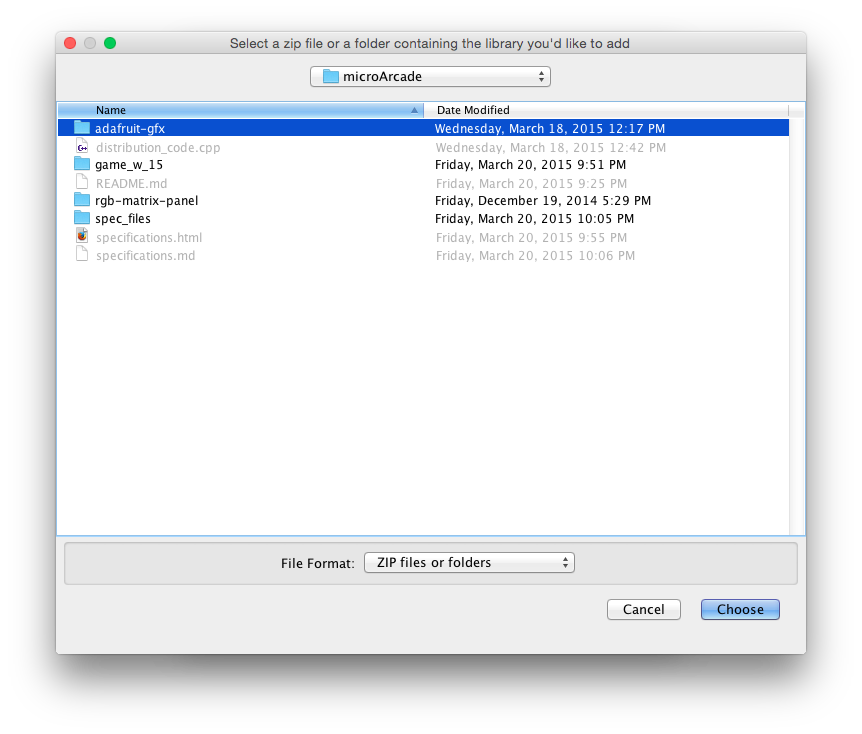 Select a zip file or a folder containing the library you'd like to add
microArcade
Name Date Modified
adafruit-gfx Wednesday, March 18, 2015 12:17 PM
distribution_code.cpp Wednesday, March 18, 2015 12:42 PM
game_w_15 Friday, March 20, 2015 9:51 PM
README.md Friday, March 20, 2015 9:25 PM
rgb-matrix-panel Friday, December 19, 2014 5:29 PM
spec_files Friday, March 20, 2015 10:05 PM
specifications.html Friday, March 20, 2015 9:55 PM
specifications.md Friday, March 20, 2015 10:06 PM
File Format: ZIP files or folders
Cancel Choose